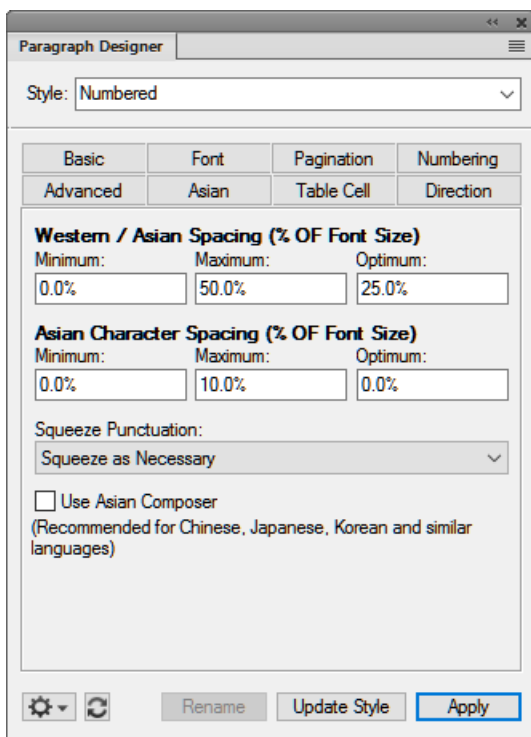 Paragraph Designer
Style: Numbered
Basic Font Pagination Numbering
Advanced Asian Table Cell Direction
Western / Asian Spacing (% OF Font Size)
Minimum: Maximum: Optimum:
0.0% 50.0% 25.0%
Asian Character Spacing (% OF Font Size)
Minimum: Maximum: Optimum:
0.0% 10.0% 0.0%
Squeeze Punctuation:
Squeeze as Necessary
Use Asian Composer
(Recommended for Chinese, Japanese, Korean and similar
languages)
Rename Update Style Apply